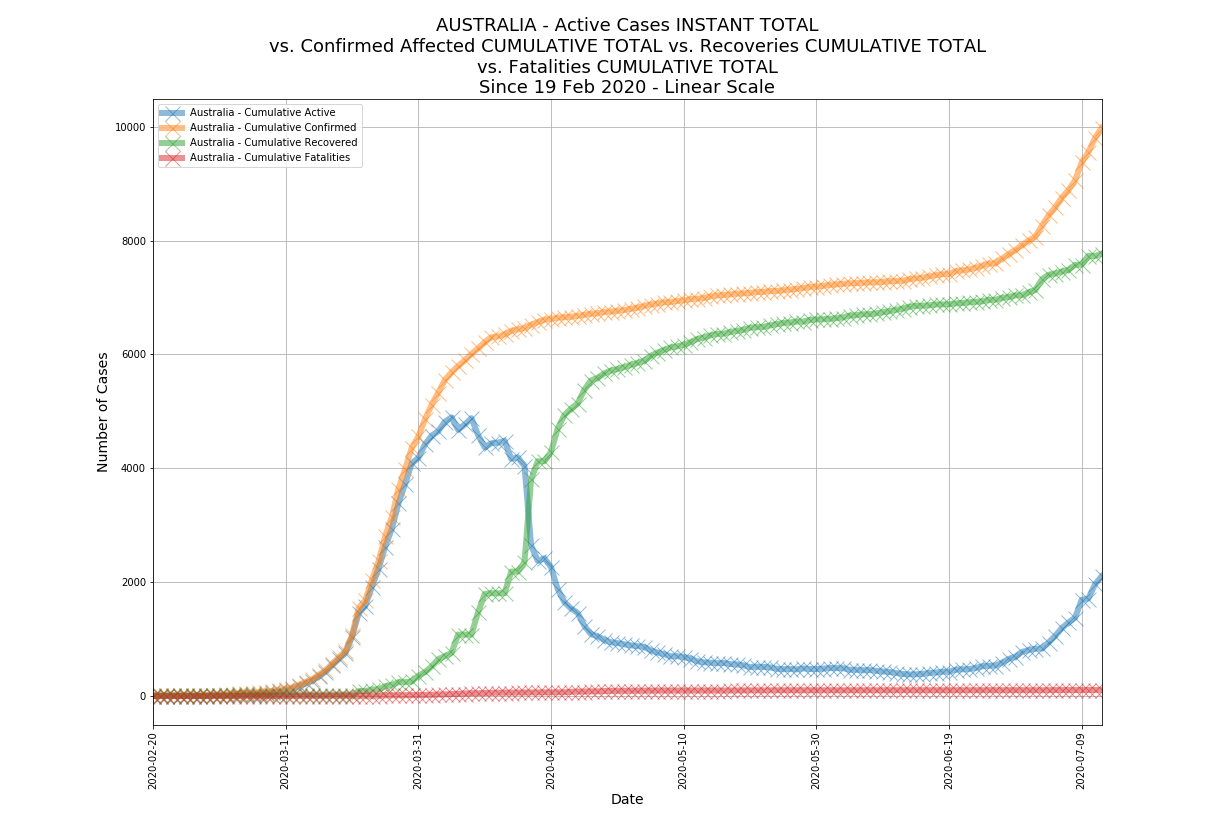 AUSTRALIA - Active Cases INSTANT TOTAL
vs. Confirmed Affected CUMULATIVE TOTAL vs. Recoveries CUMULATIVE TOTAL
vs. Fatalities CUMULATIVE TOTAL
Since 19 Feb 2020 - Linear Scale
Australia - Cumulative Active
Australia - Cumulative Confirmed
Australia - Cumulative Recovered
Australia - Cumulative Fatalities
Number of Cases
10000
8000
6000
4000
2000
0
2020-02-20
2020-03-11
2020-03-31
2020-04-20
2020-05-10
2020-05-30
2020-06-19
2020-07-09
Date